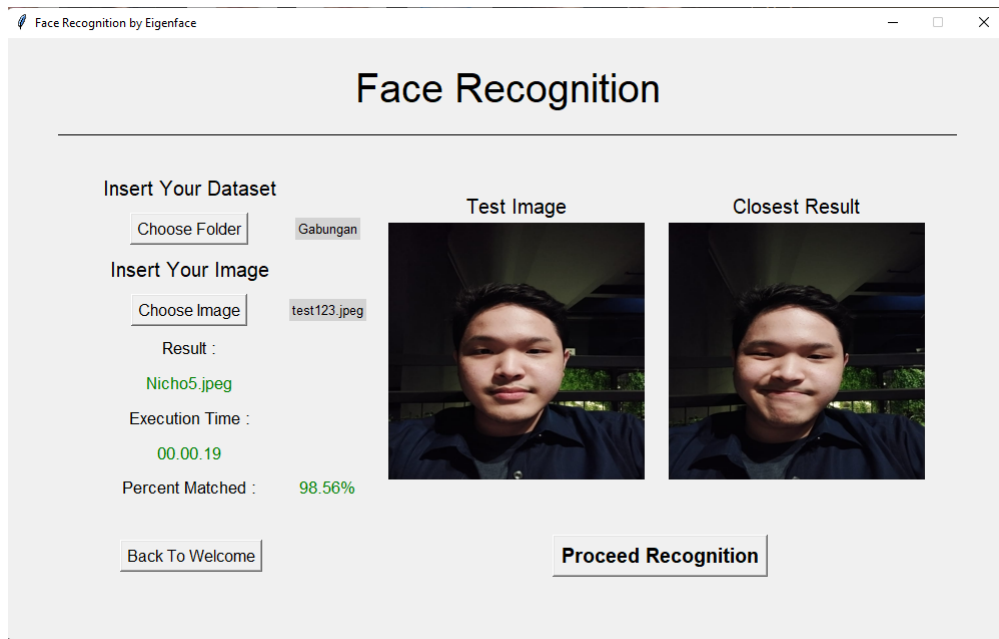 Face Recognition by Eigenface
Face Recognition
Insert Your Dataset
Choose Folder
Gabungan
Insert Your Image
Choose Image
test123.jpeg
Result :
Nicho5.jpeg
Execution Time :
00.00.19
Percent Matched :
98.56%
Back To Welcome
Test Image
Closest Result
Proceed Recognition